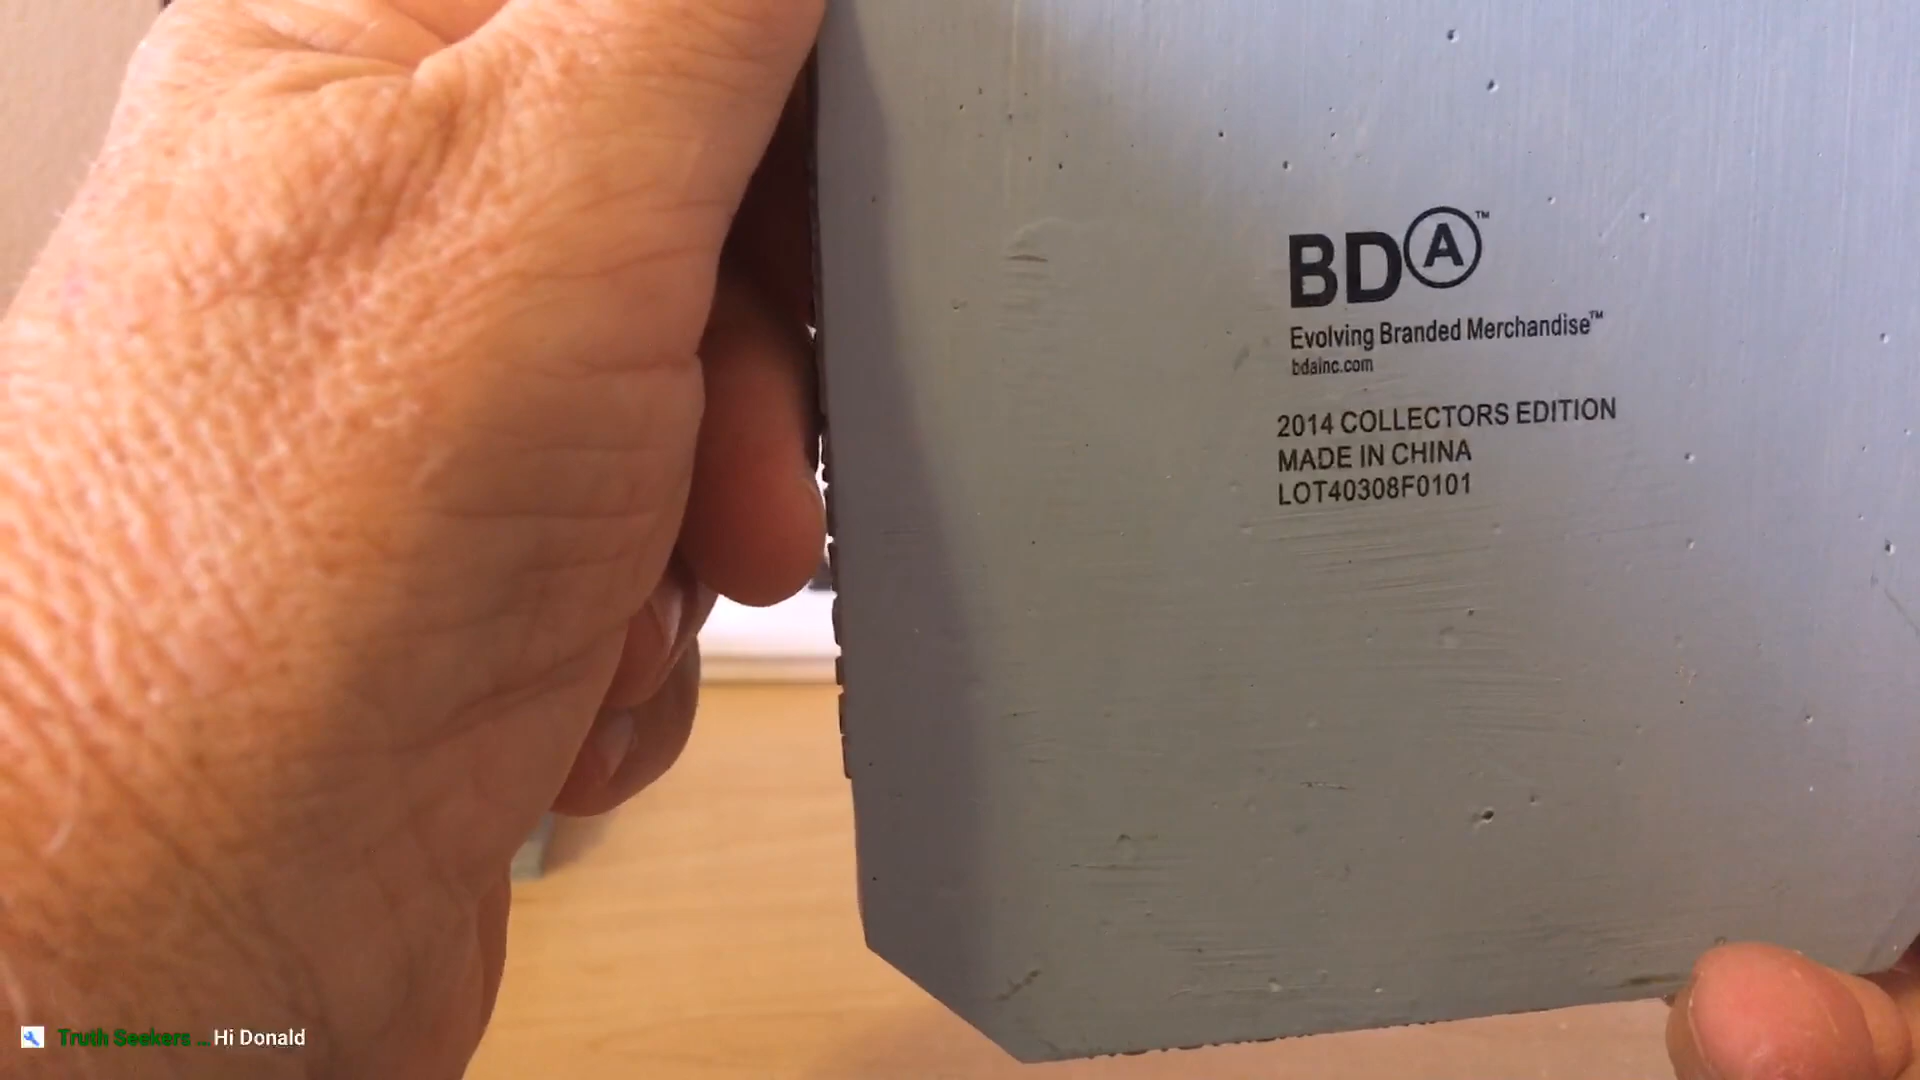 BDA™
Evolving Branded Merchandise™
bdainc.com
2014 COLLECTORS EDITION
MADE IN CHINA
LOT40308F0101
Truth Seekers ... Hi Donald